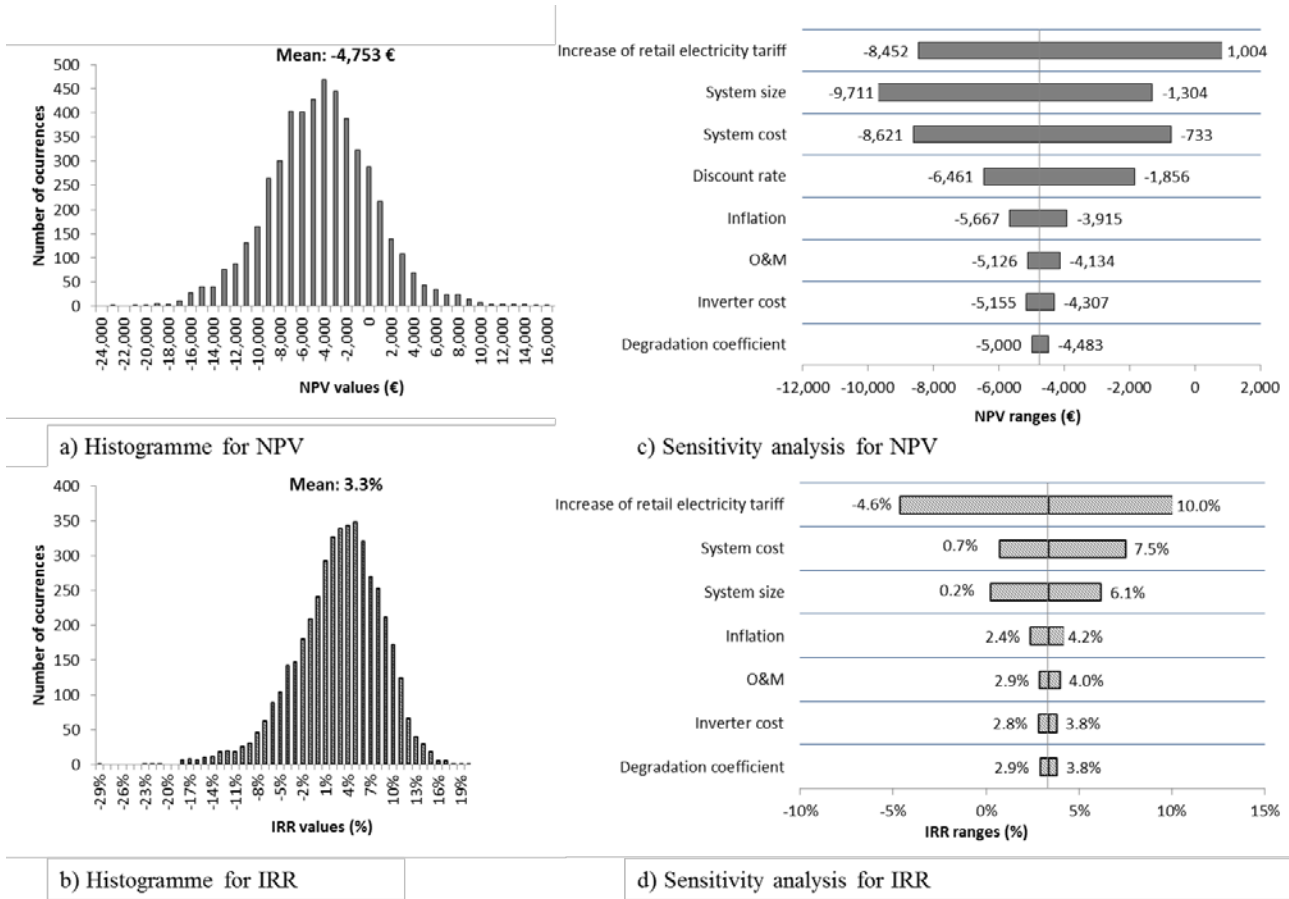 Mean: -4,753 €
500
450
400
350
300
250
200
150
100
50
0
Number of ocurrences
-24,000
-22,000
-20,000
-18,000
-16,000
-14,000
-12,000
-10,000
-8,000
-6,000
-4,000
-2,000
0
2,000
4,000
6,000
8,000
10,000
12,000
14,000
16,000
NPV values (€)
a) Histogramme for NPV
Increase of retail electricity tariff -8,452 1,004
System size -9,711 -1,304
System cost -8,621 -733
Discount rate -6,461 -1,856
Inflation -5,667 -3,915
O&M -5,126 -4,134
Inverter cost -5,155 -4,307
Degradation coefficient -5,000 -4,483
-12,000 -10,000 -8,000 -6,000 -4,000 -2,000 0 2,000
NPV ranges (€)
c) Sensitivity analysis for NPV
Mean: 3.3%
400
350
300
250
200
150
100
50
0
Number of ocurrences
-29%
-26%
-23%
-20%
-17%
-14%
-11%
-8%
-5%
-2%
1%
4%
7%
10%
13%
16%
19%
IRR values (%)
b) Histogramme for IRR
Increase of retail electricity tariff -4.6% 10.0%
System cost 0.7% 7.5%
System size 0.2% 6.1%
Inflation 2.4% 4.2%
O&M 2.9% 4.0%
Inverter cost 2.8% 3.8%
Degradation coefficient 2.9% 3.8%
-10% -5% 0% 5% 10% 15%
IRR ranges (%)
d) Sensitivity analysis for IRR